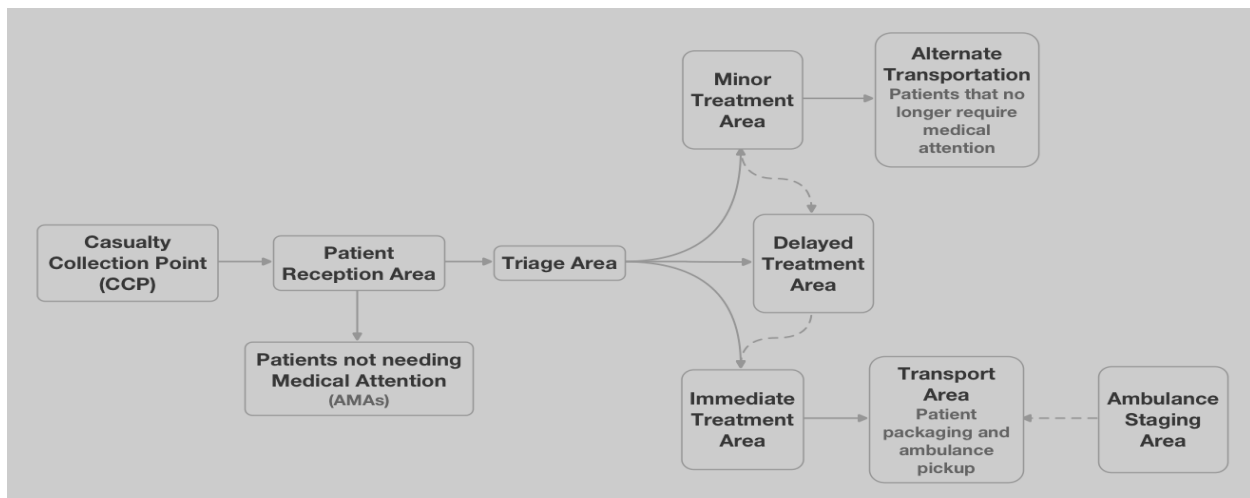 Casualty
Collection Point
(CCP)
Patient
Reception Area
Patients not needing
Medical Attention
(AMAs)
Triage Area
Minor
Treatment
Area
Alternate
Transportation
Patients that no
longer require
medical
attention
Delayed
Treatment
Area
Immediate
Treatment
Area
Transport
Area
Patient
packaging and
ambulance
pickup
Ambulance
Staging
Area